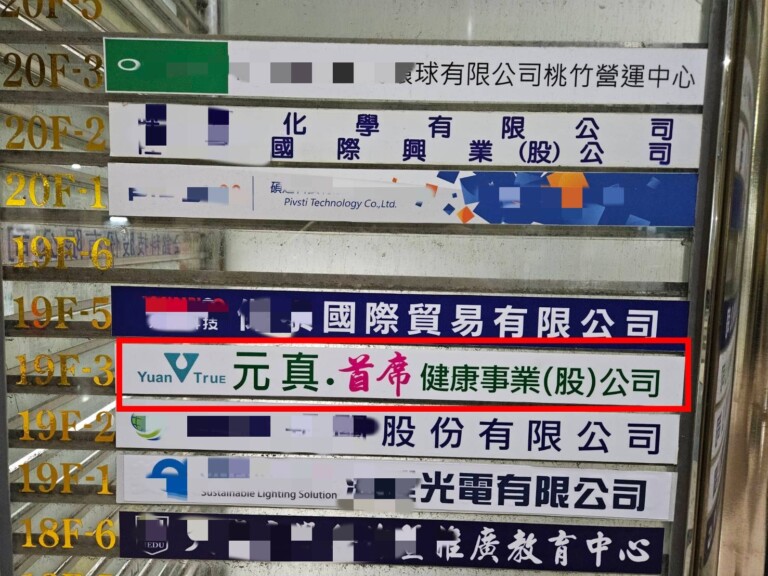 20F-5
20F-3
球有限公司桃竹營運中心
20F-2
化學有限公司
國際興業(股)公司
20F-1
Pivsti Technology Co.,Ltd.
19F-6
19F-5
國際貿易有限公司
19F-3
Yuan True 元真.首席健康事業(股)公司
19F-2
股份有限公司
19F-1
Sustainable Lighting Solution
光電有限公司
18F-6
EDU
推廣教育中心